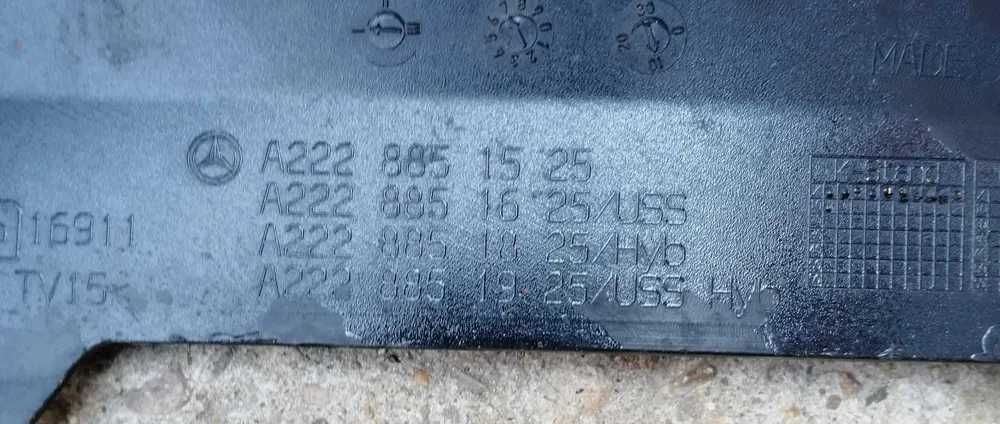 MADE
A222 885 15 25
A222 885 16 25/USS
A222 885 18 25/Hyb
A222 885 19 25/USS Hyb
16911
TV15
K-Stand